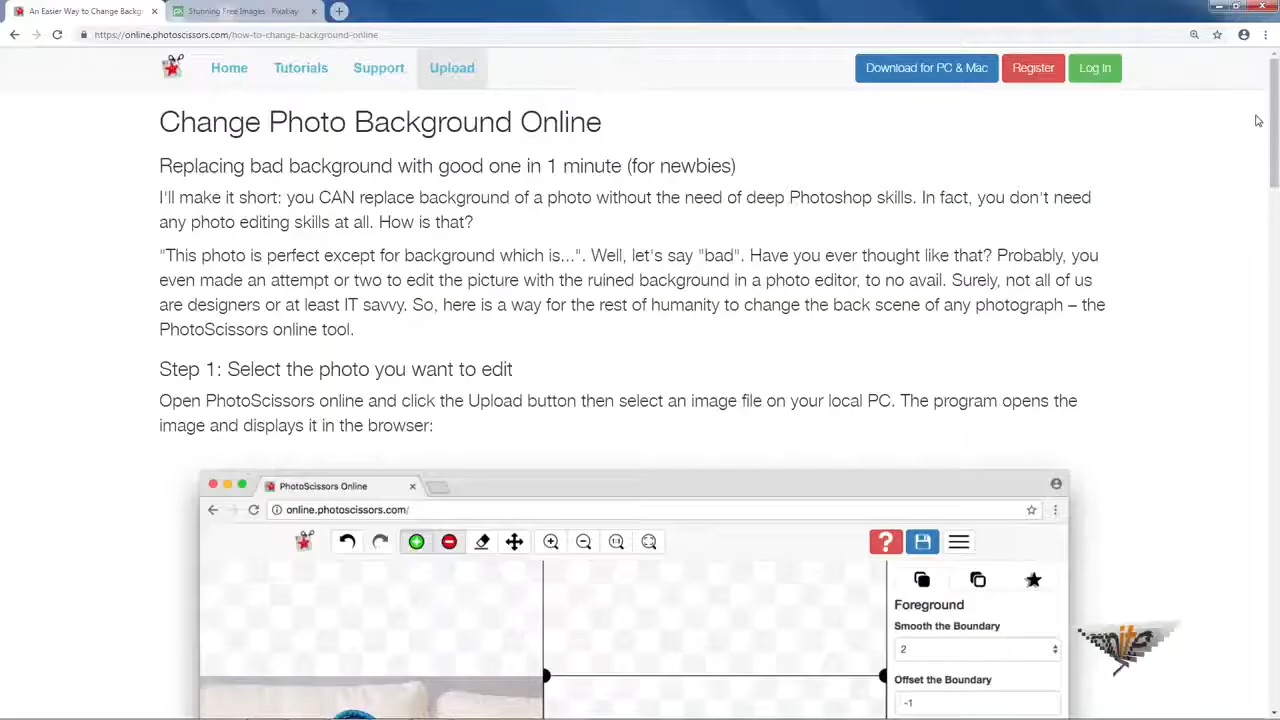 An Easier Way to Change Backg
Stunning Free Images · Pixabay
https://online.photoscissors.com/how-to-change-background-online
Home Tutorials Support Upload Download for PC & Mac Register Log In
Change Photo Background Online
Replacing bad background with good one in 1 minute (for newbies)
I'll make it short: you CAN replace background of a photo without the need of deep Photoshop skills. In fact, you don't need
any photo editing skills at all. How is that?
"This photo is perfect except for background which is...". Well, let's say "bad". Have you ever thought like that? Probably, you
even made an attempt or two to edit the picture with the ruined background in a photo editor, to no avail. Surely, not all of us
are designers or at least IT savvy. So, here is a way for the rest of humanity to change the back scene of any photograph – the
PhotoScissors online tool.
Step 1: Select the photo you want to edit
Open PhotoScissors online and click the Upload button then select an image file on your local PC. The program opens the
image and displays it in the browser:
PhotoScissors Online
online.photoscissors.com/
Foreground
Smooth the Boundary
2
Offset the Boundary
-1